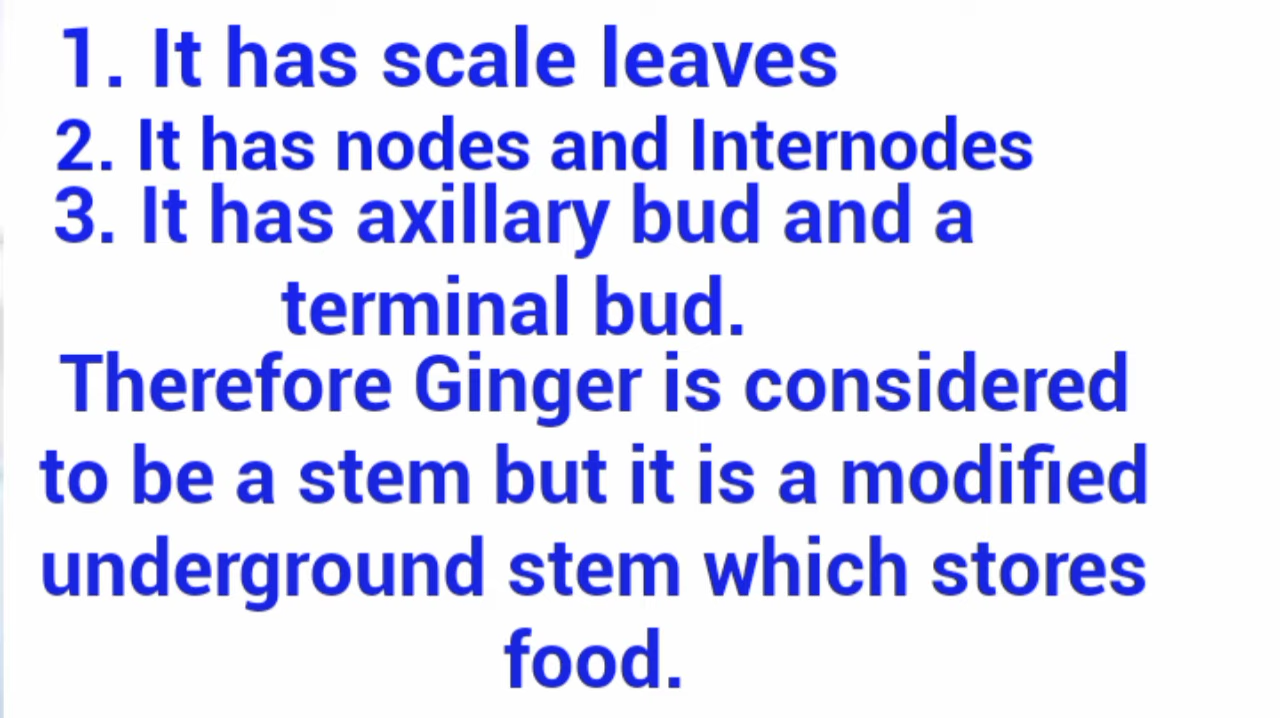 1. It has scale leaves
2. It has nodes and Internodes
3. It has axillary bud and a
terminal bud.
Therefore Ginger is considered
to be a stem but it is a modified
underground stem which stores
food.